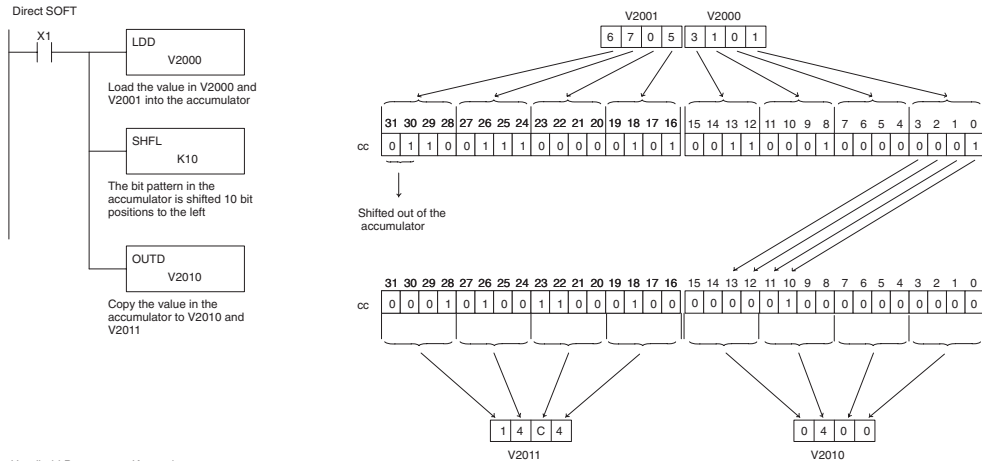 Direct SOFT
X1
LDD
V2000
Load the value in V2000 and
V2001 into the accumulator
SHFL
K10
The bit pattern in the
accumulator is shifted 10 bit
positions to the left
OUTD
V2010
Copy the value in the
accumulator to V2010 and
V2011
V2001 V2000
6 7 0 5 3 1 0 1
31 30 29 28 27 26 25 24 23 22 21 20 19 18 17 16 15 14 13 12 11 10 9 8 7 6 5 4 3 2 1 0
cc 0 1 1 0 0 1 1 1 0 0 0 0 0 1 0 1 0 0 1 1 0 0 0 1 0 0 0 0 0 0 0 1
Shifted out of the
accumulator
31 30 29 28 27 26 25 24 23 22 21 20 19 18 17 16 15 14 13 12 11 10 9 8 7 6 5 4 3 2 1 0
cc 0 0 0 1 0 1 0 0 1 1 0 0 0 1 0 0 0 0 0 0 0 1 0 0 0 0 0 0 0 0 0 0
1 4 C 4 0 4 0 0
V2011 V2010